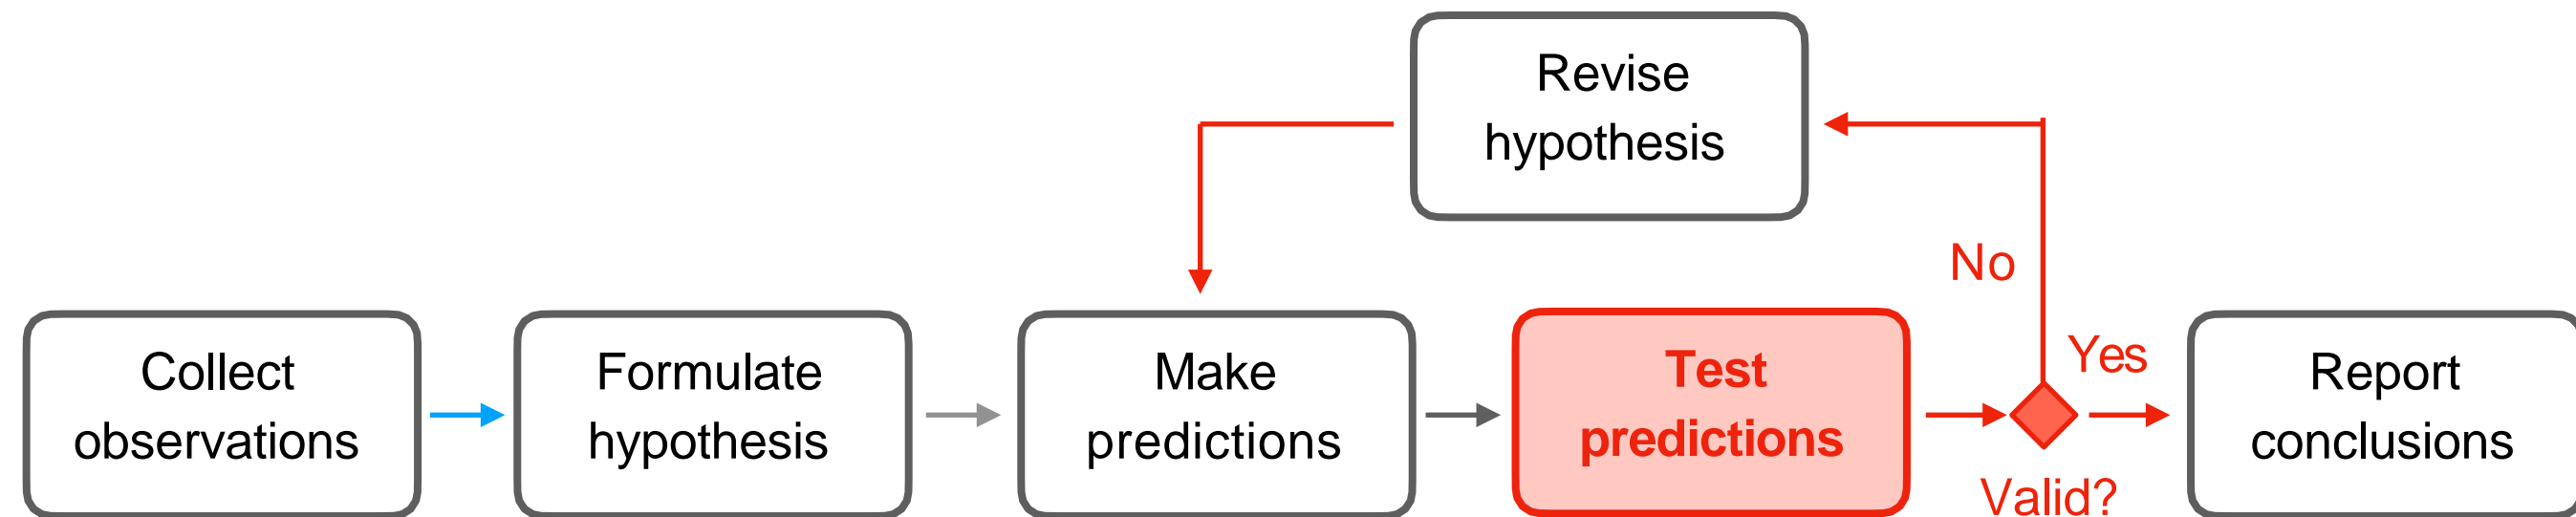 Revise
hypothesis
No
Yes
Collect
observations
Formulate
hypothesis
Make
predictions
Test
predictions
Valid?
Report
conclusions